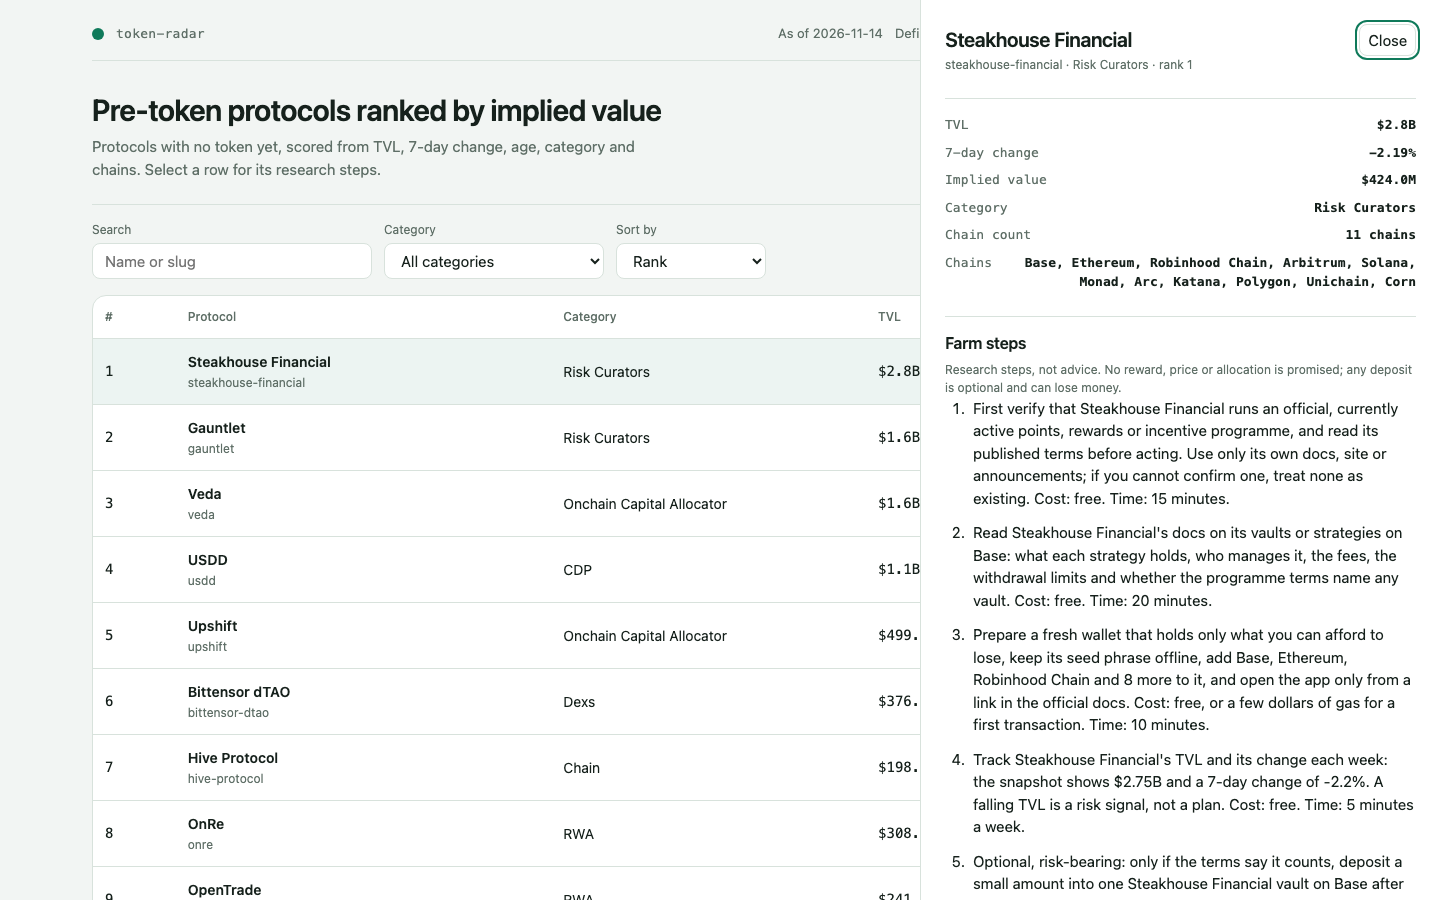 token-radar
As of 2026-11-14 Defi
Pre-token protocols ranked by implied value
Protocols with no token yet, scored from TVL, 7-day change, age, category and
chains. Select a row for its research steps.
Search
Category
Sort by
Name or slug
All categories
Rank
# Protocol Category TVL
1 Steakhouse Financial Risk Curators $2.8B
steakhouse-financial
2 Gauntlet Risk Curators $1.6B
gauntlet
3 Veda Onchain Capital Allocator $1.6B
veda
4 USDD CDP $1.1B
usdd
5 Upshift Onchain Capital Allocator $499.
upshift
6 Bittensor dTAO Dexs $376.
bittensor-dtao
7 Hive Protocol Chain $198.
hive-protocol
8 OnRe RWA $308.
onre
9 OpenTrade RWA $241
Steakhouse Financial
Close
steakhouse-financial · Risk Curators · rank 1
TVL $2.8B
7-day change −2.19%
Implied value $424.0M
Category Risk Curators
Chain count 11 chains
Chains Base, Ethereum, Robinhood Chain, Arbitrum, Solana,
Monad, Arc, Katana, Polygon, Unichain, Corn
Farm steps
Research steps, not advice. No reward, price or allocation is promised; any deposit
is optional and can lose money.
1. First verify that Steakhouse Financial runs an official, currently
active points, rewards or incentive programme, and read its
published terms before acting. Use only its own docs, site or
announcements; if you cannot confirm one, treat none as
existing. Cost: free. Time: 15 minutes.
2. Read Steakhouse Financial's docs on its vaults or strategies on
Base: what each strategy holds, who manages it, the fees, the
withdrawal limits and whether the programme terms name any
vault. Cost: free. Time: 20 minutes.
3. Prepare a fresh wallet that holds only what you can afford to
lose, keep its seed phrase offline, add Base, Ethereum,
Robinhood Chain and 8 more to it, and open the app only from a
link in the official docs. Cost: free, or a few dollars of gas for a
first transaction. Time: 10 minutes.
4. Track Steakhouse Financial's TVL and its change each week:
the snapshot shows $2.75B and a 7-day change of -2.2%. A
falling TVL is a risk signal, not a plan. Cost: free. Time: 5 minutes
a week.
5. Optional, risk-bearing: only if the terms say it counts, deposit a
small amount into one Steakhouse Financial vault on Base after